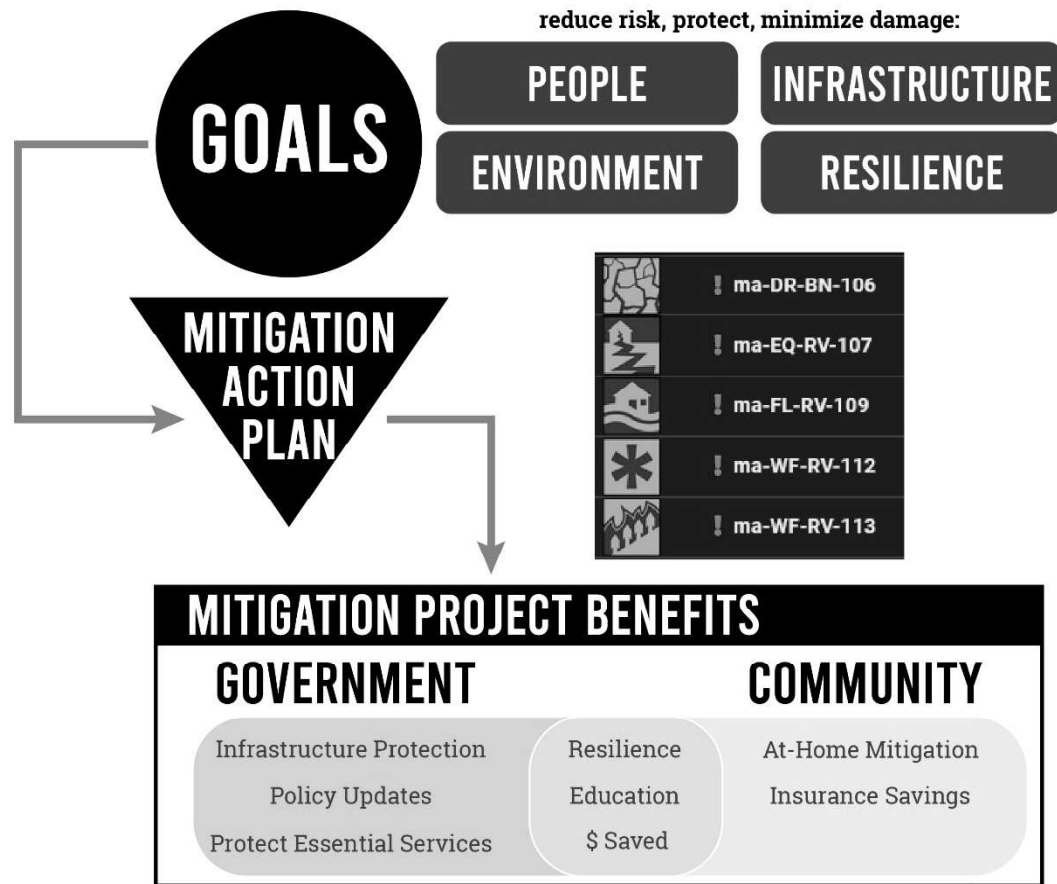 reduce risk, protect, minimize damage:
GOALS
PEOPLE
INFRASTRUCTURE
ENVIRONMENT
RESILIENCE
MITIGATION
ACTION
PLAN
! ma-DR-BN-106
! ma-EQ-RV-107
! ma-FL-RV-109
! ma-WF-RV-112
! ma-WF-RV-113
MITIGATION PROJECT BENEFITS
GOVERNMENT
COMMUNITY
Infrastructure Protection
Resilience
At-Home Mitigation
Policy Updates
Education
Insurance Savings
Protect Essential Services
$ Saved